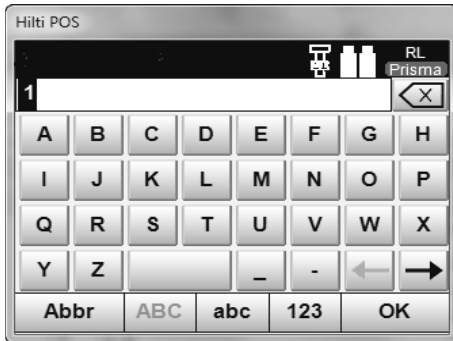 Hilti POS
RL
Prisma
1
A B C D E F G H
I J K L M N O P
Q R S T U V W X
Y Z _ -
Abbr ABC abc 123 OK